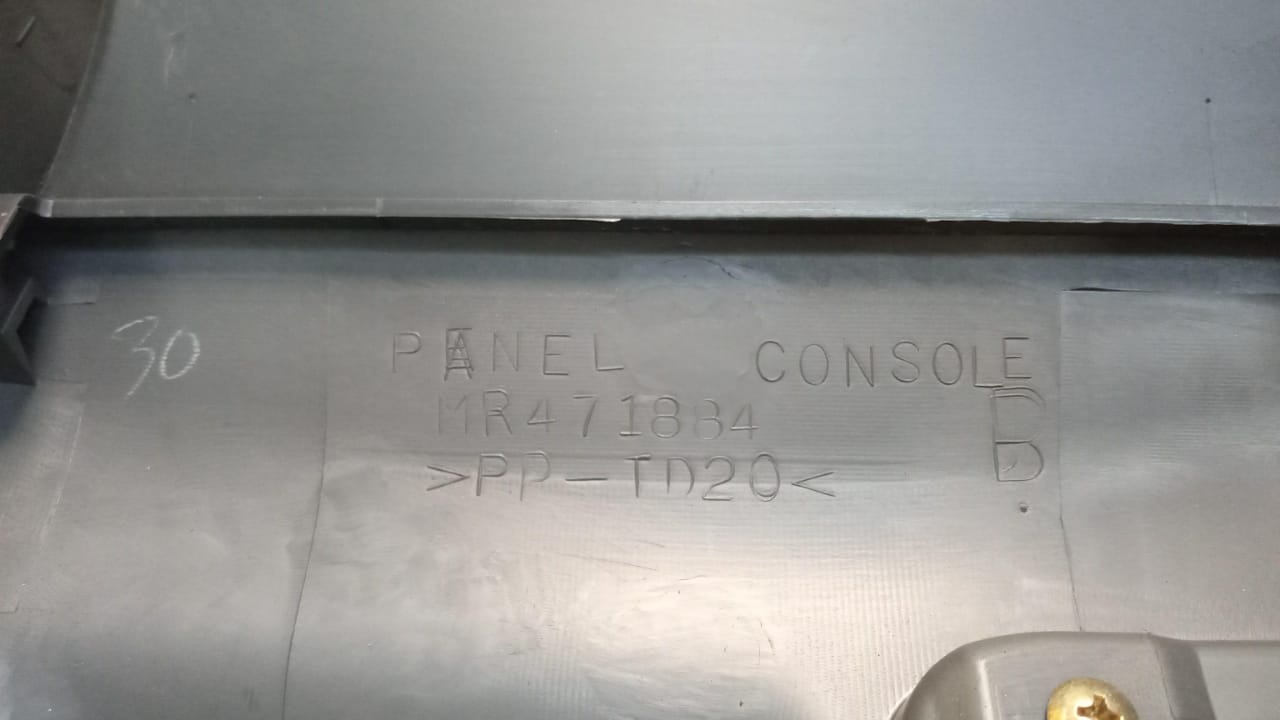 30
PANEL CONSOLE
MR471884
>PP-TD20<